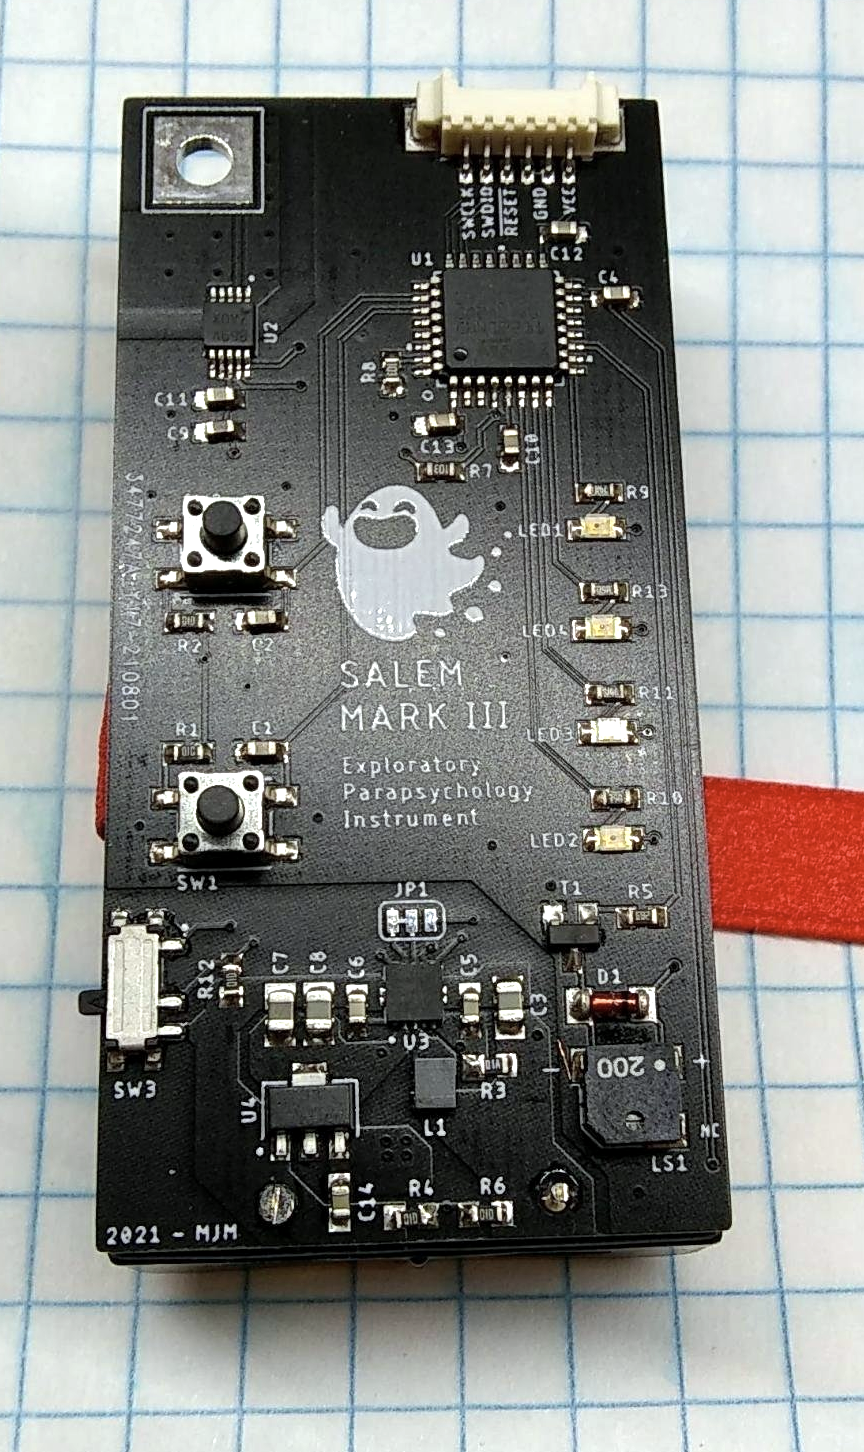 SWCLK
SWDIO
RESET
GND
VCC
C12
U1
C4
U2
R8
C11
C9
C13
C10
R7
R9
LED1
R13
LED4
R2
C2
SALEM
MARK III
R11
LED3
R1
C1
Exploratory
Parapsychology
Instrument
R10
LED2
SW1
JP1
T1
R5
R12
C7
C8
C6
C5
C3
D1
U3
R3
200
SW3
U4
L1
LS1
C14
R4
R6
2021 - MJM